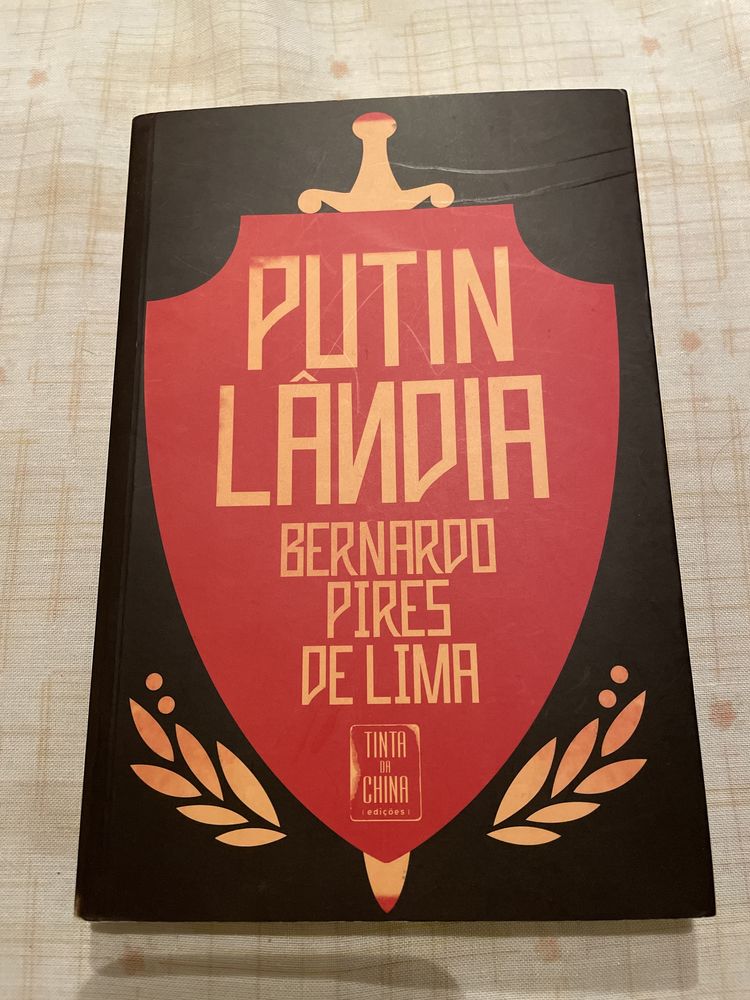 PUTIN
LÂNDIA
BERNARDO
PIRES
DE LIMA
TINTA
DA
CHINA
| edições |